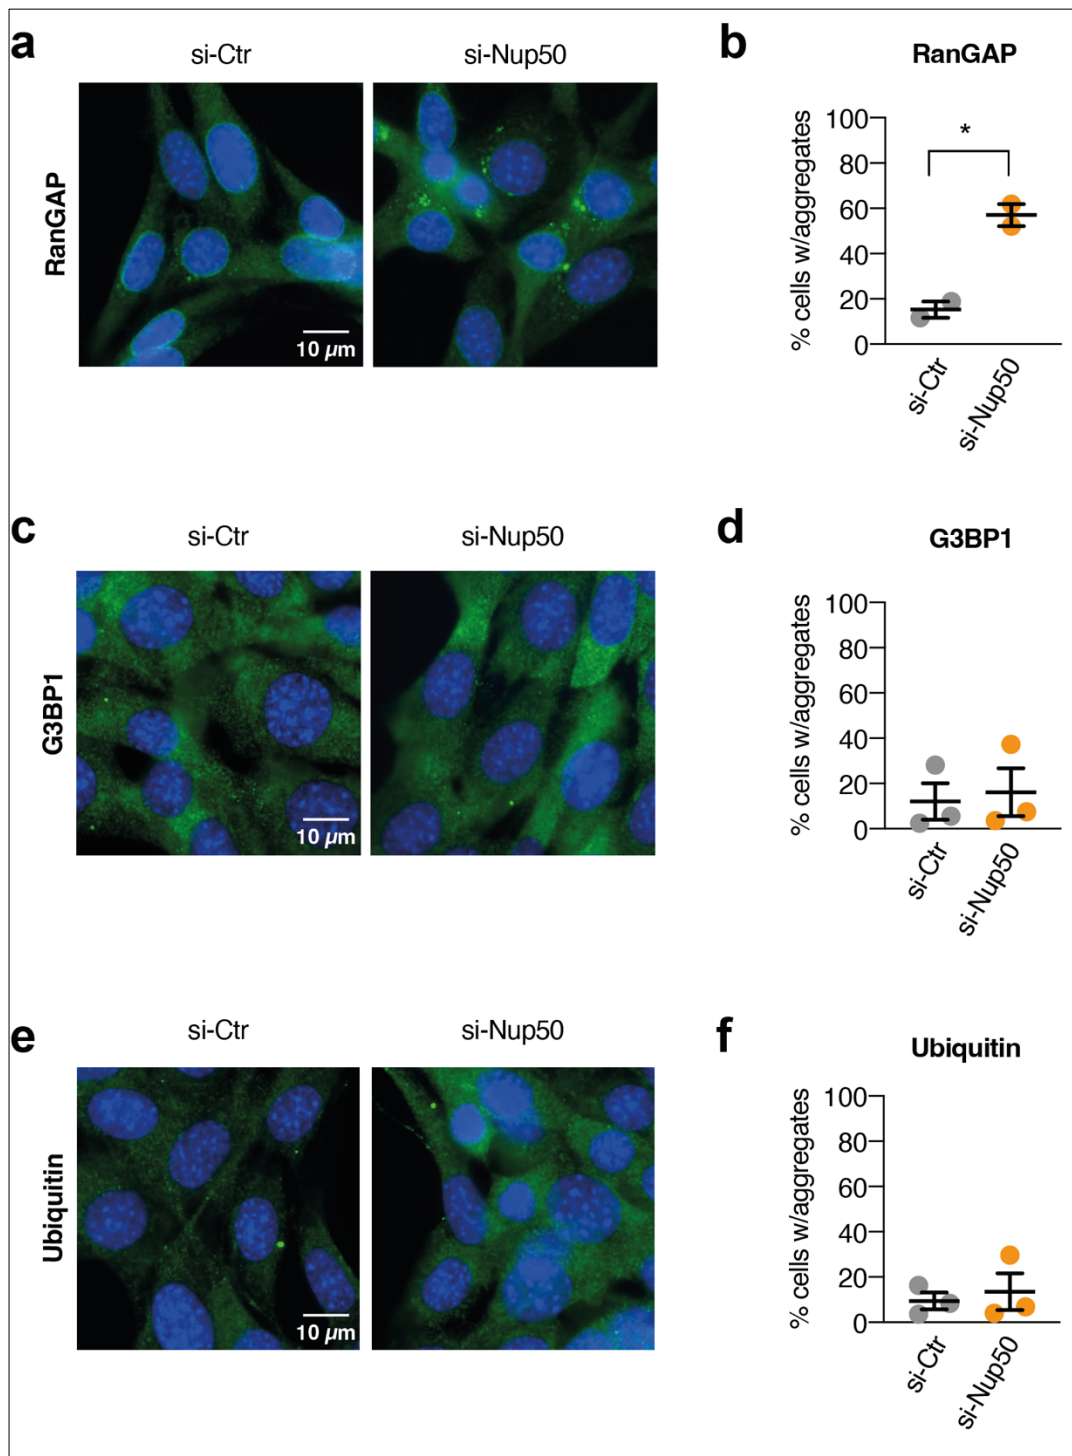 a
si-Ctr
si-Nup50
RanGAP
10 µm
b
RanGAP
% cells w/aggregates
100
80
60
40
20
0
*
si-Ctr
si-Nup50
c
si-Ctr
si-Nup50
G3BP1
10 µm
d
G3BP1
% cells w/aggregates
100
80
60
40
20
0
si-Ctr
si-Nup50
e
si-Ctr
si-Nup50
Ubiquitin
10 µm
f
Ubiquitin
% cells w/aggregates
100
80
60
40
20
0
si-Ctr
si-Nup50